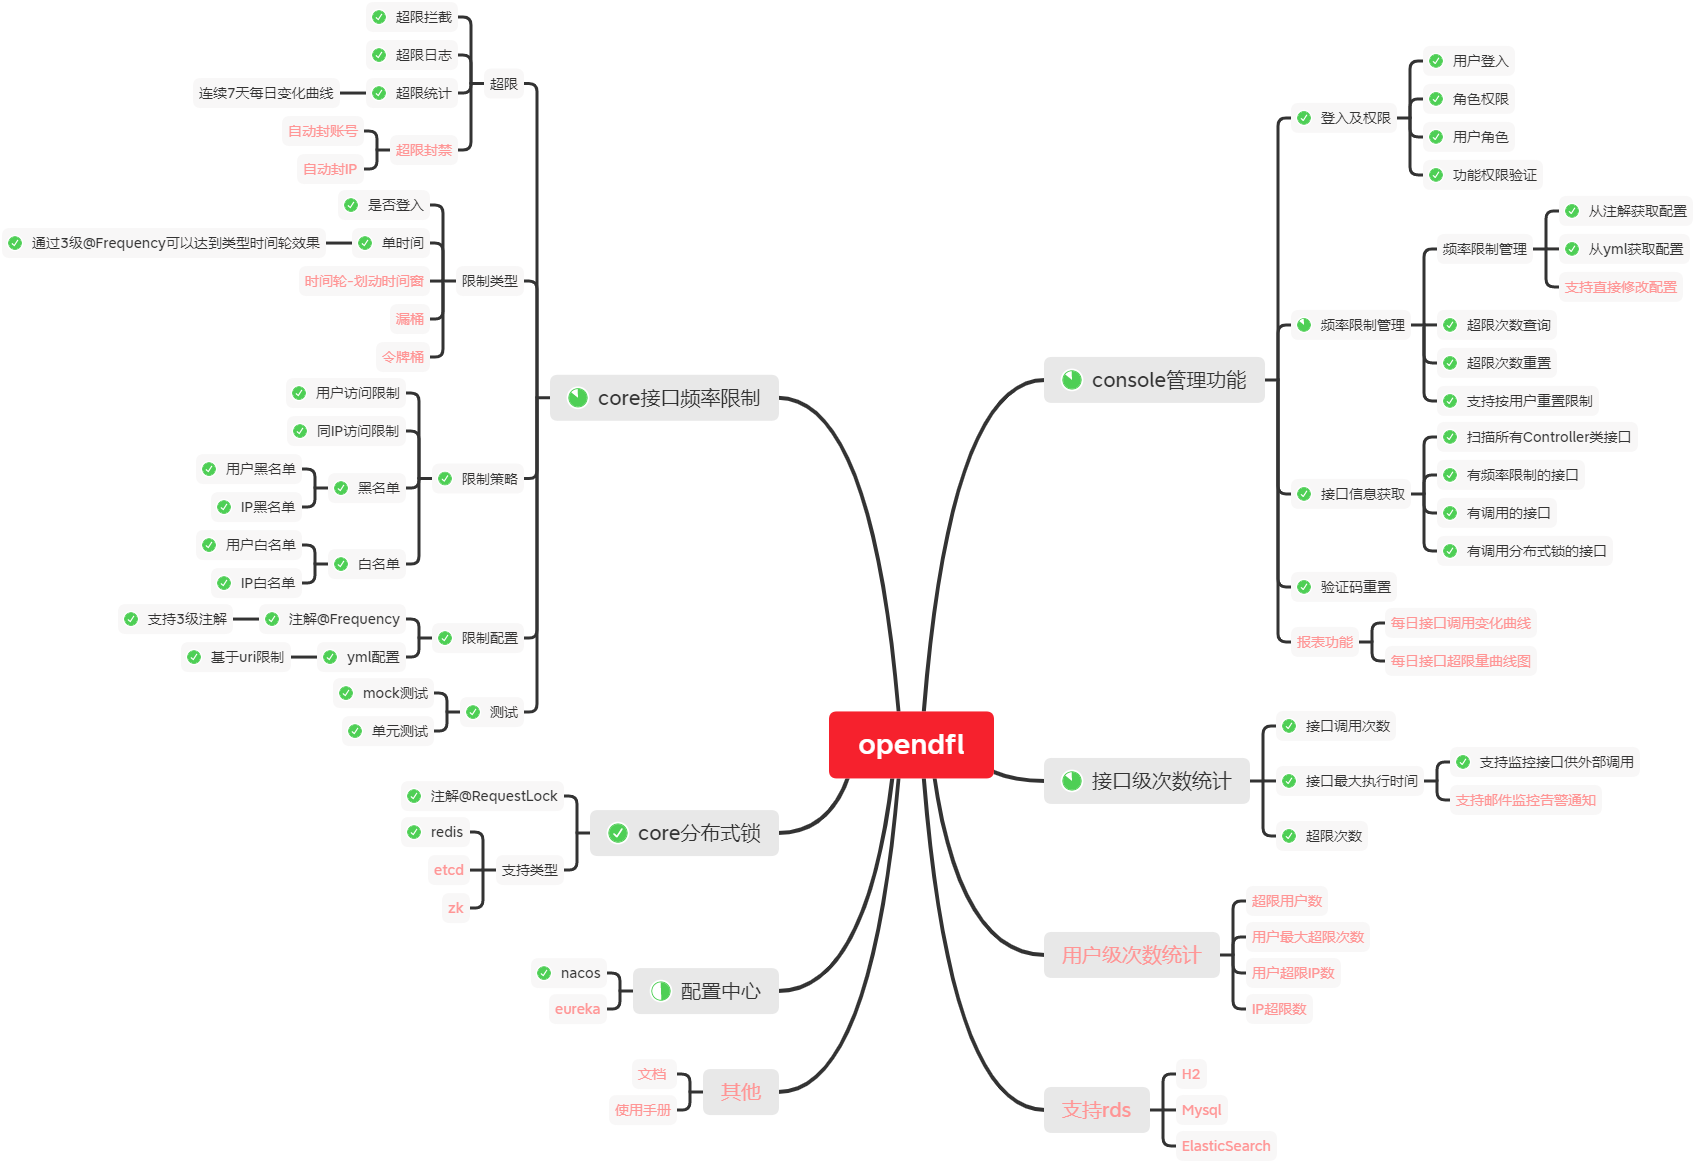 opendfl
core接口频率限制
超限
超限拦截
超限日志
超限统计
连续7天每日变化曲线
超限封禁
自动封账号
自动封IP
限制类型
是否登入
单时间
通过3级@Frequency可以达到类型时间轮效果
时间轮-划动时间窗
漏桶
令牌桶
限制策略
用户访问限制
同IP访问限制
黑名单
用户黑名单
IP黑名单
白名单
用户白名单
IP白名单
限制配置
注解@Frequency
支持3级注解
yml配置
基于uri限制
测试
mock测试
单元测试
core分布式锁
注解@RequestLock
支持类型
redis
etcd
zk
配置中心
nacos
eureka
其他
文档
使用手册
console管理功能
登入及权限
用户登入
角色权限
用户角色
功能权限验证
频率限制管理
频率限制管理
从注解获取配置
从yml获取配置
支持直接修改配置
超限次数查询
超限次数重置
支持按用户重置限制
接口信息获取
扫描所有Controller类接口
有频率限制的接口
有调用的接口
有调用分布式锁的接口
验证码重置
报表功能
每日接口调用变化曲线
每日接口超限量曲线图
接口级次数统计
接口调用次数
接口最大执行时间
支持监控接口供外部调用
支持邮件监控告警通知
超限次数
用户级次数统计
超限用户数
用户最大超限次数
用户超限IP数
IP超限数
支持rds
H2
Mysql
ElasticSearch